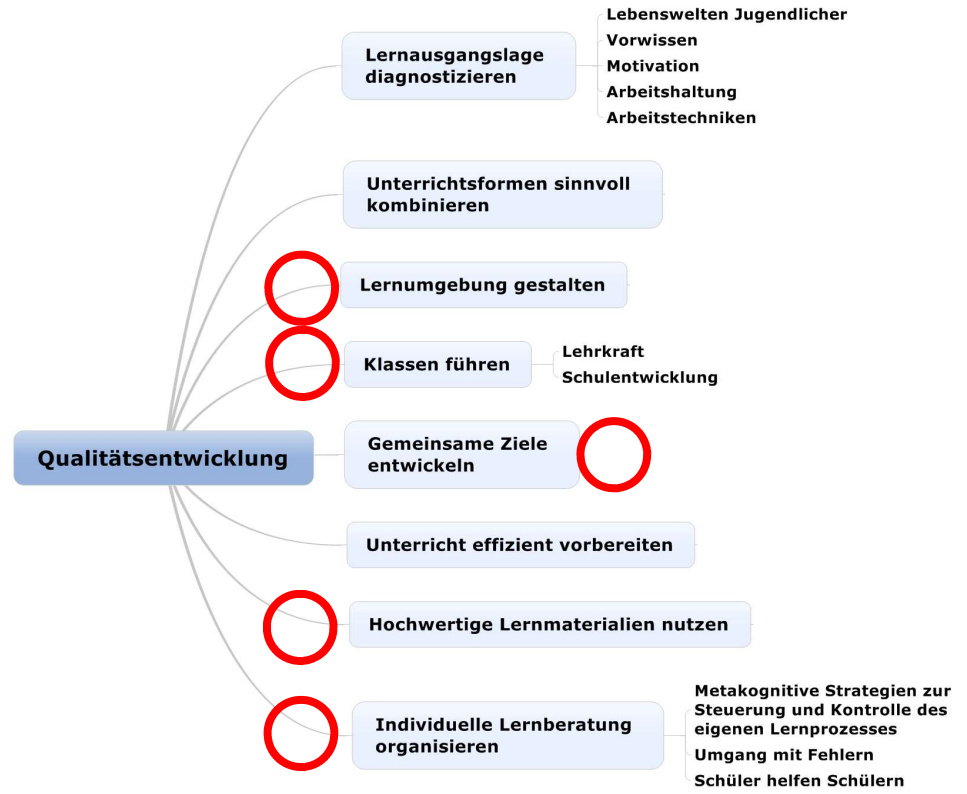 Lebenswelten Jugendlicher
Vorwissen
Motivation
Arbeitshaltung
Arbeitstechniken
Lernausgangslage
diagnostizieren
Unterrichtsformen sinnvoll
kombinieren
Lernumgebung gestalten
Klassen führen
Lehrkraft
Schulentwicklung
Qualitätsentwicklung
Gemeinsame Ziele
entwickeln
Unterricht effizient vorbereiten
Hochwertige Lernmaterialien nutzen
Individuelle Lernberatung
organisieren
Metakognitive Strategien zur
Steuerung und Kontrolle des
eigenen Lernprozesses
Umgang mit Fehlern
Schüler helfen Schülern